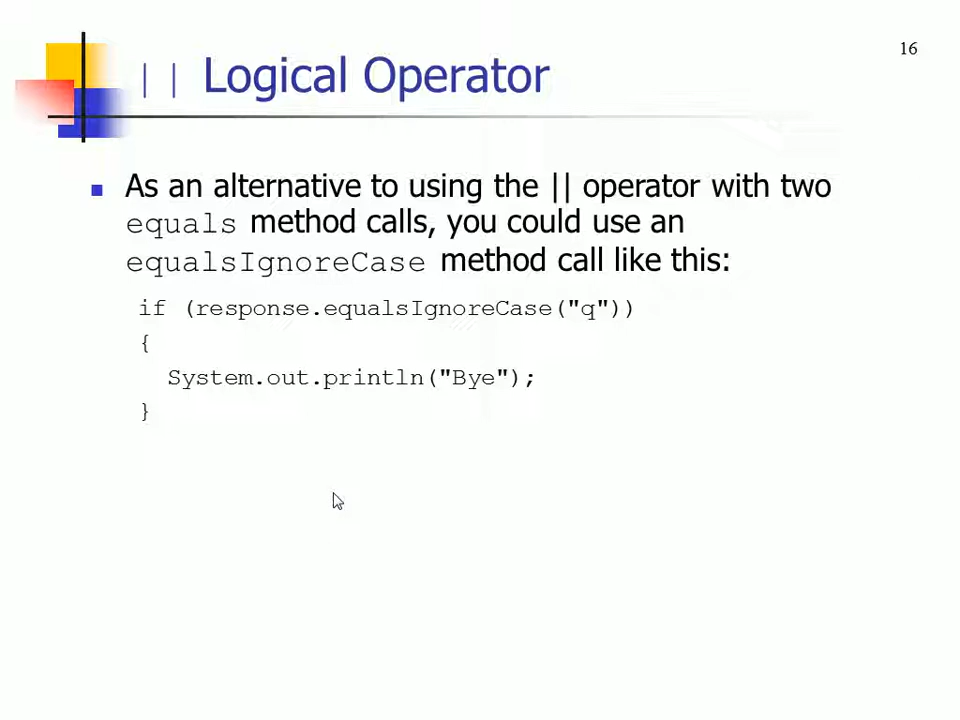 16
|| Logical Operator
As an alternative to using the || operator with two
equals method calls, you could use an
equalsIgnoreCase method call like this:
if (response.equalsIgnoreCase("q"))
{
System.out.println("Bye");
}